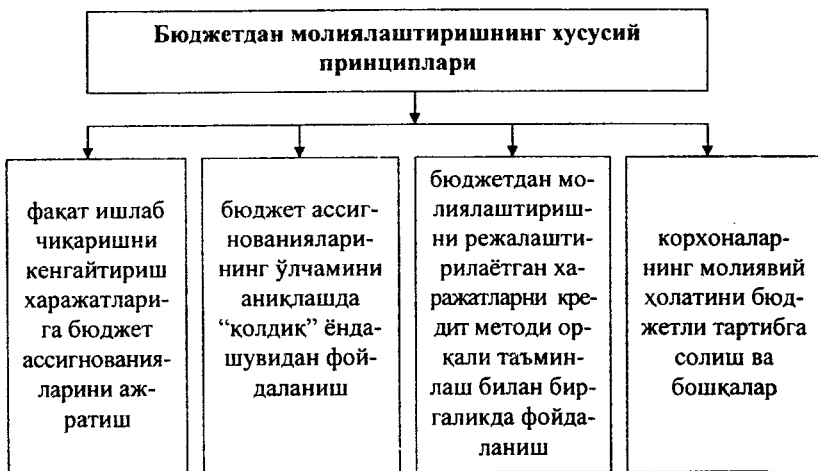 Бюджетдан молиялаштиришнинг хусусий
принциплари
фақат ишлаб
чиқаришни
кенгайтириш
харажатлари-
га бюджет
ассигнования-
ларини аж-
ратиш
бюджет ассиг-
нованиялари-
нинг ўлчамини
аниқлашда
“қолдиқ” ёнда-
шувидан фой-
даланиш
бюджетдан мо-
лиялаштириш-
ни режалашти-
рилаётган ха-
ражатларни кре-
дит методи ор-
қали таъмин-
лаш билан бир-
галикда фойда-
ланиш
корхоналар-
нинг молиявий
ҳолатини бюд-
жетли тартибга
солиш ва
бошқалар